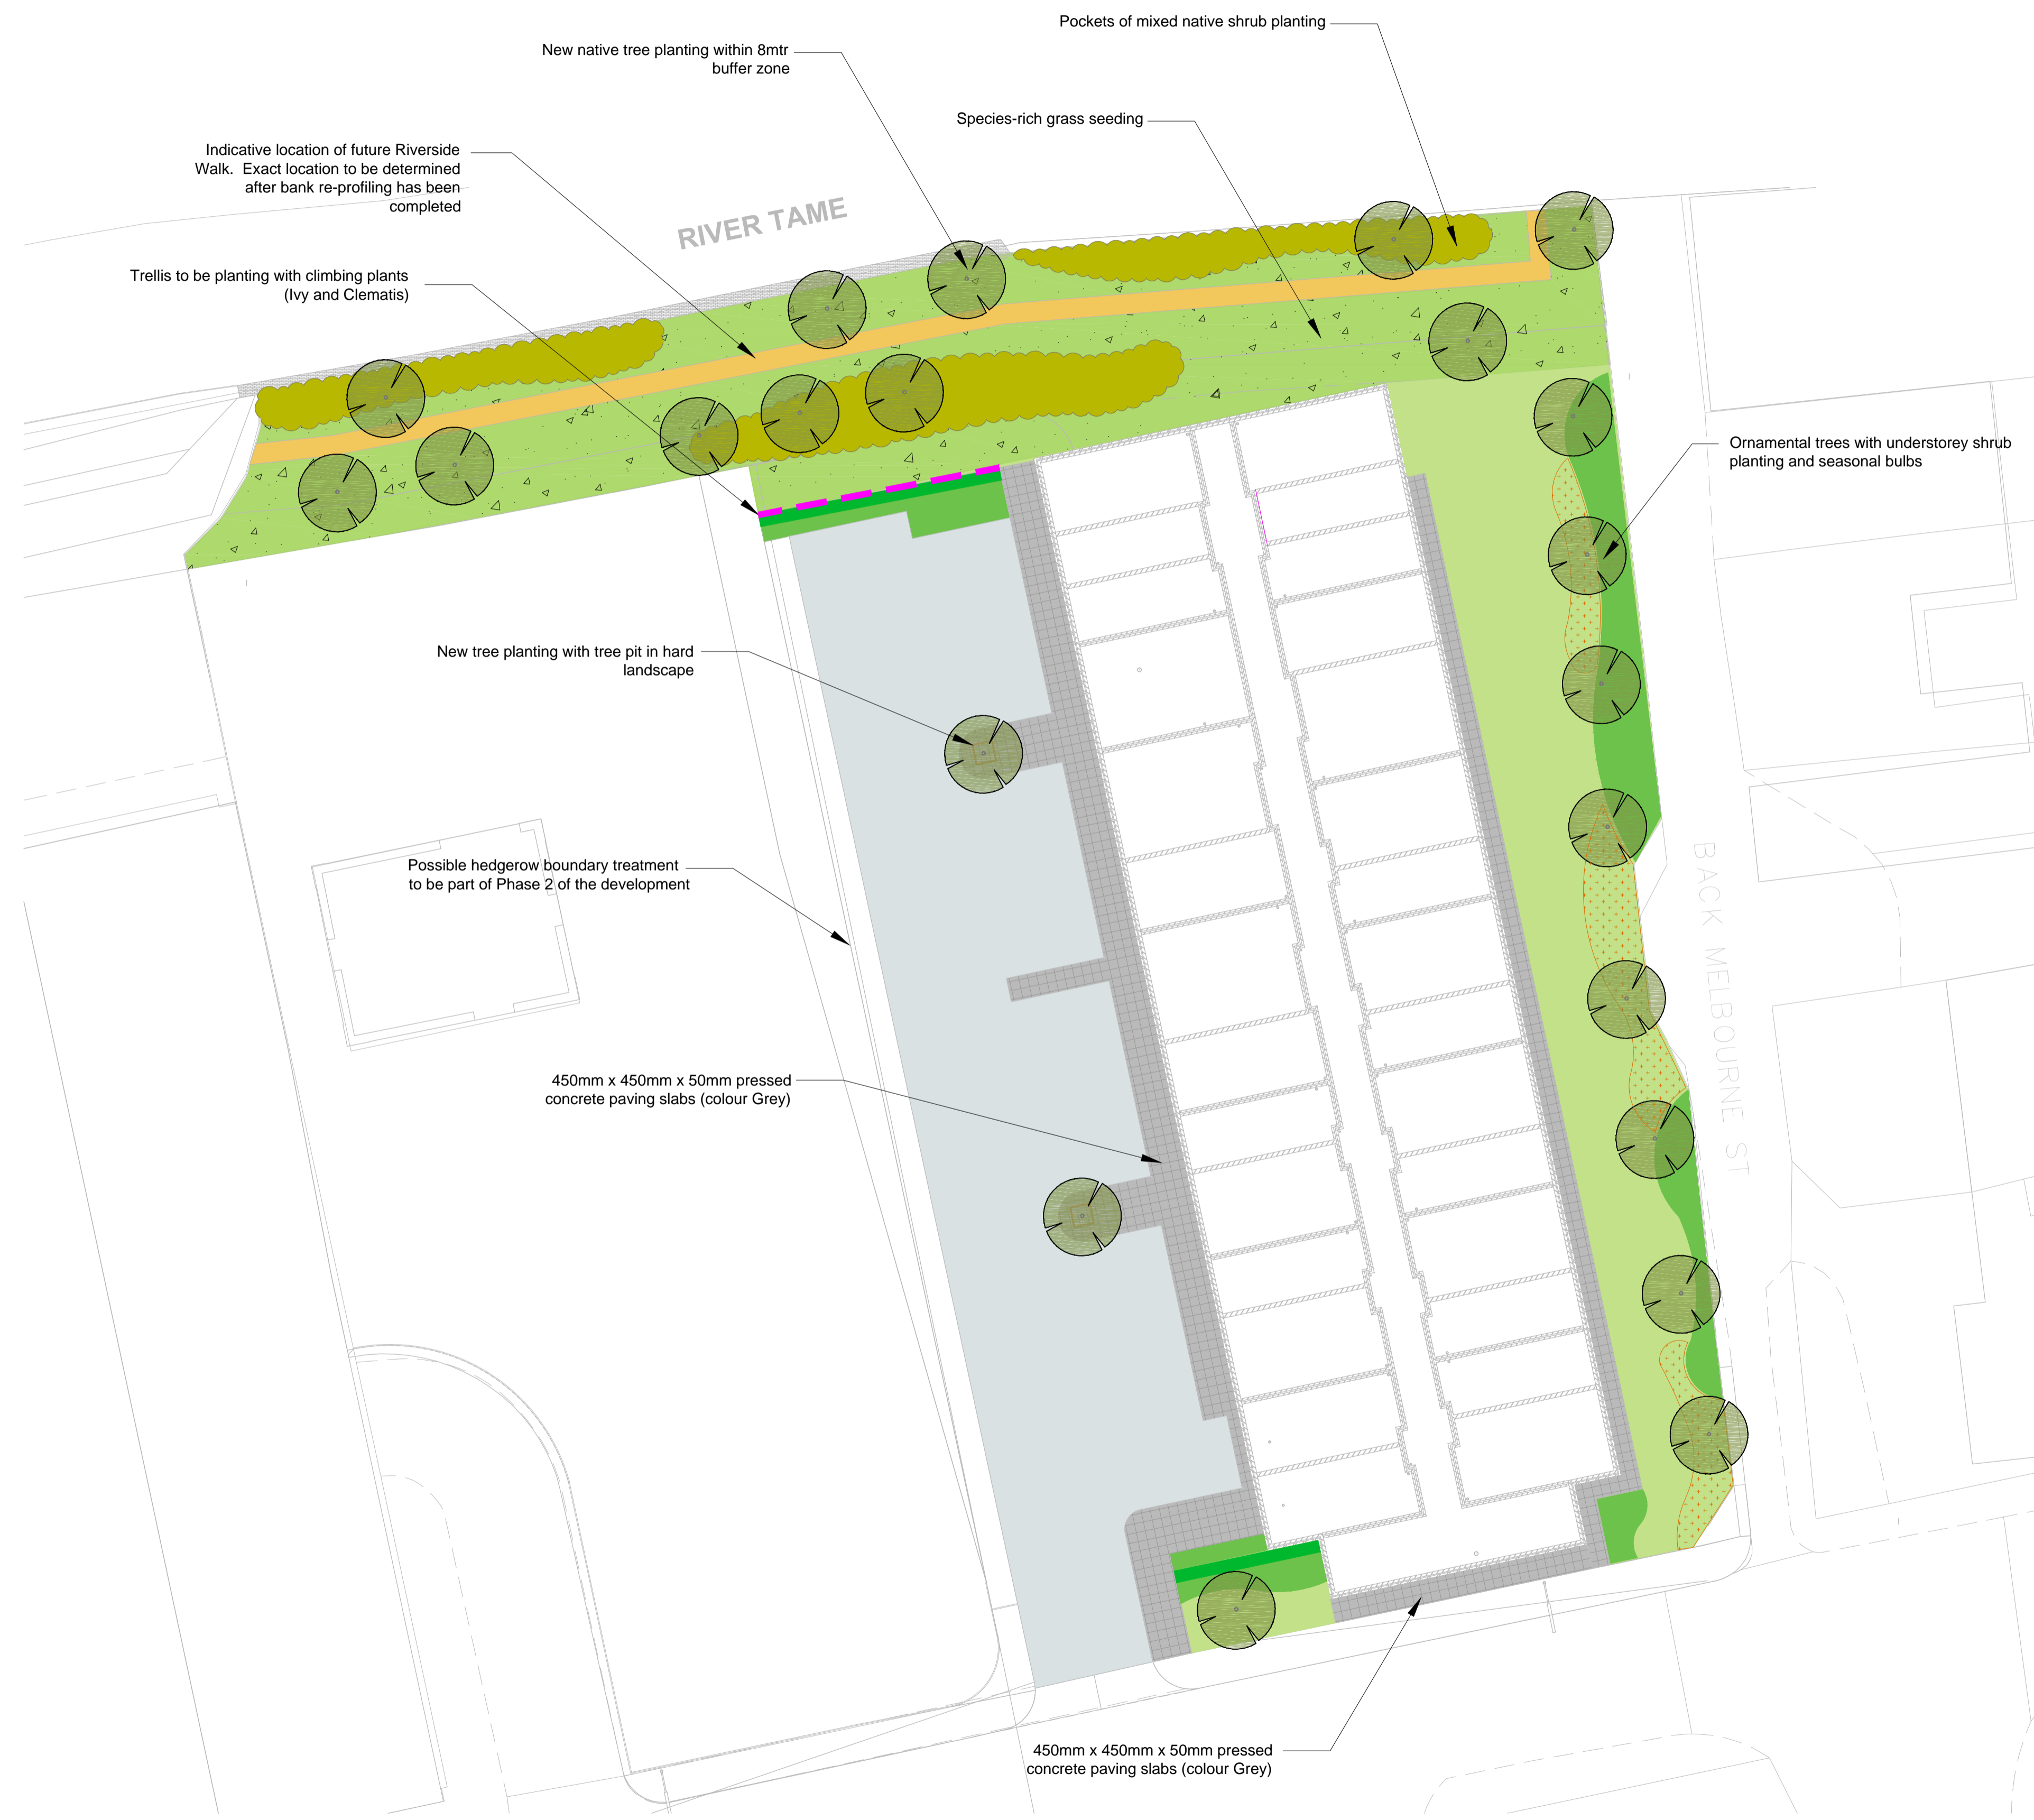 Pockets of mixed native shrub planting
New native tree planting within 8mtr
buffer zone
Species-rich grass seeding
Indicative location of future Riverside
Walk.  Exact location to be determined
after bank re-profiling has been
completed
RIVER TAME
Trellis to be planting with climbing plants
(Ivy and Clematis)
Ornamental trees with understorey shrub
planting and seasonal bulbs
New tree planting with tree pit in hard
landscape
Possible hedgerow boundary treatment
to be part of Phase 2 of the development
BACK MELBOURNE ST
450mm x 450mm x 50mm pressed
concrete paving slabs (colour Grey)
450mm x 450mm x 50mm pressed
concrete paving slabs (colour Grey)